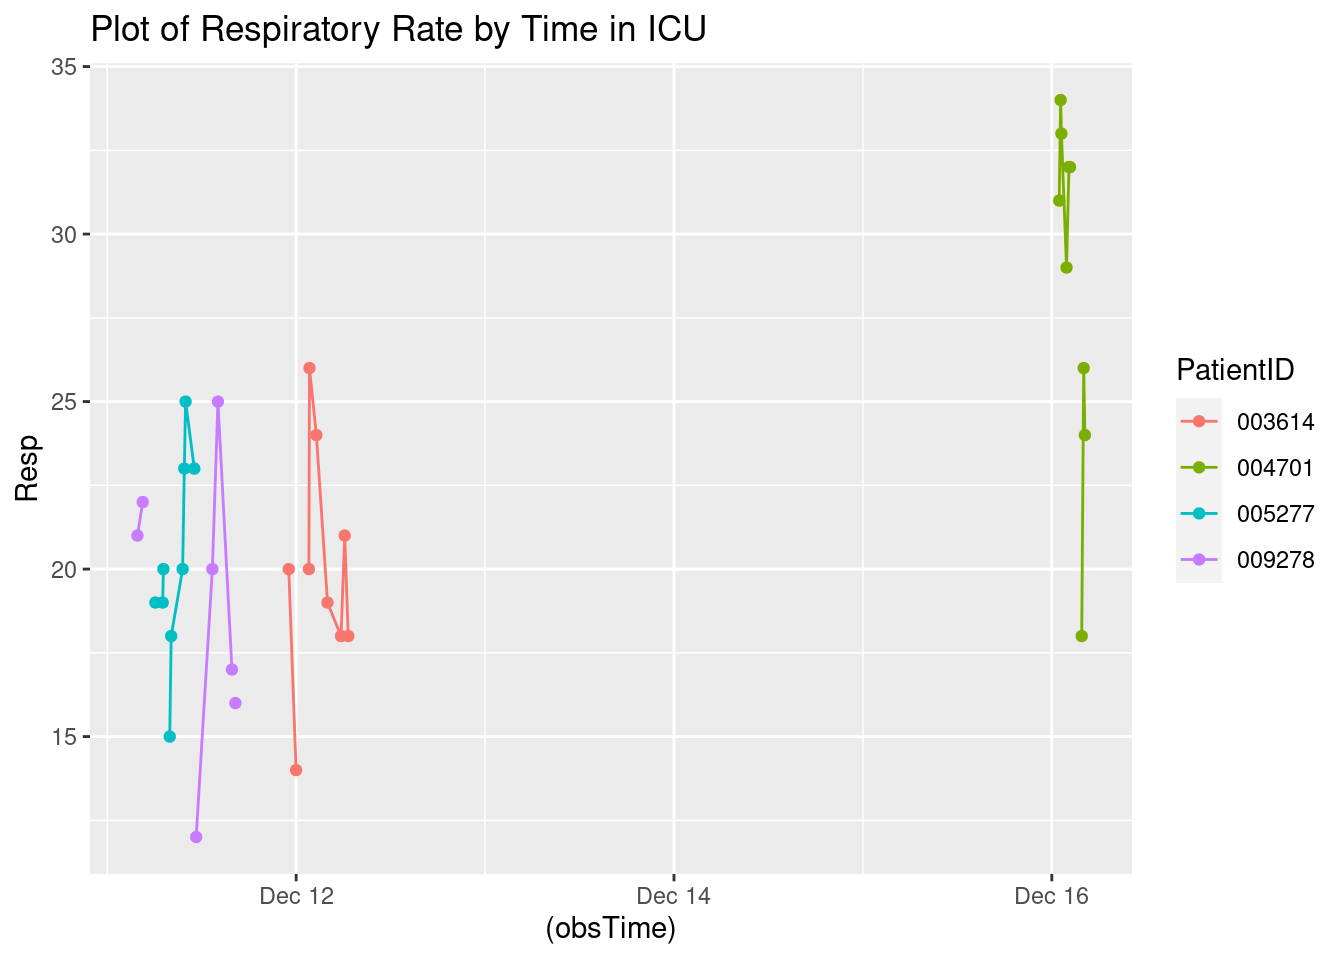 Plot of Respiratory Rate by Time in ICU
35
30
25
20
15
Resp
Dec 12
Dec 14
Dec 16
(obsTime)
PatientID
003614
004701
005277
009278